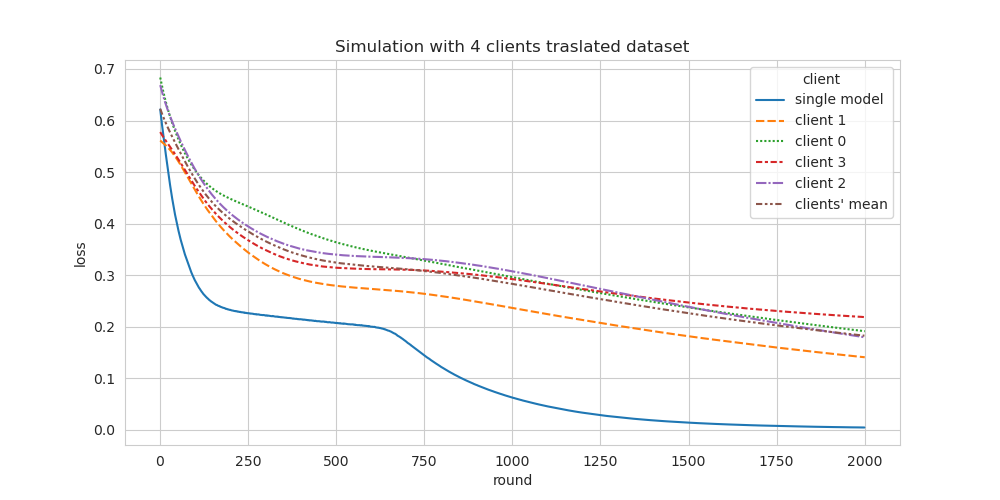 Simulation with 4 clients traslated dataset
loss
0.7
0.6
0.5
0.4
0.3
0.2
0.1
0.0
client
single model
client 1
client 0
client 3
client 2
clients' mean
0 250 500 750 1000 1250 1500 1750 2000
round